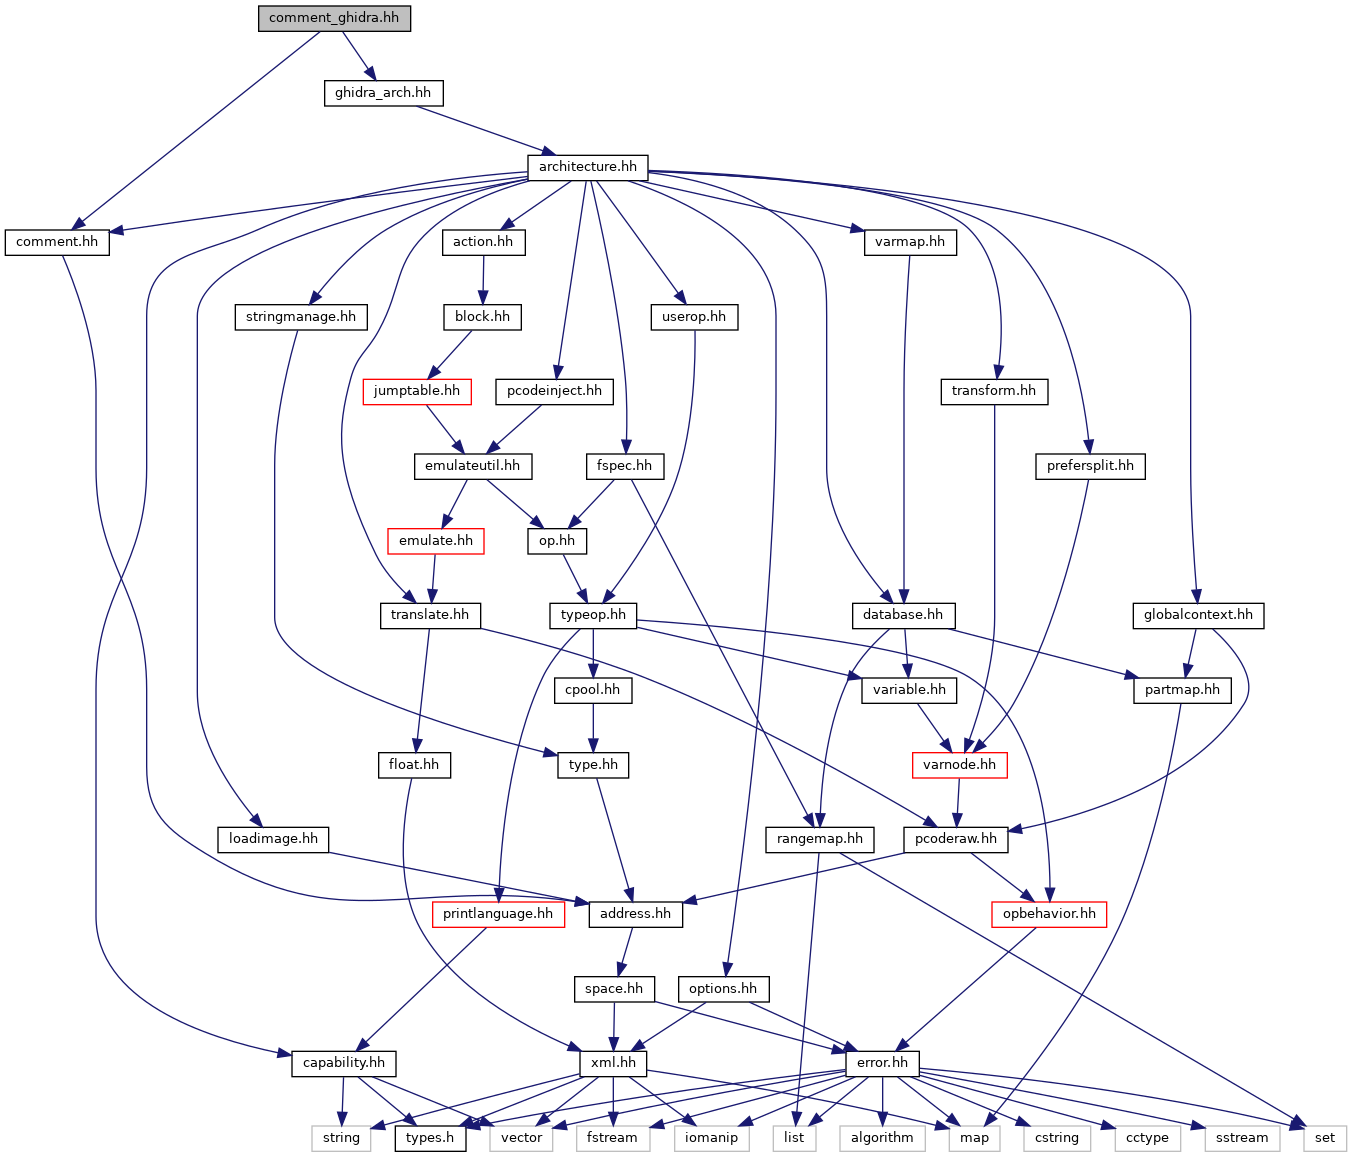 comment_ghidra.hh
ghidra_arch.hh
architecture.hh
comment.hh
action.hh
varmap.hh
stringmanage.hh
block.hh
userop.hh
jumptable.hh
pcodeinject.hh
transform.hh
emulateutil.hh
fspec.hh
prefersplit.hh
emulate.hh
op.hh
translate.hh
typeop.hh
database.hh
globalcontext.hh
cpool.hh
variable.hh
partmap.hh
float.hh
type.hh
varnode.hh
loadimage.hh
rangemap.hh
pcoderaw.hh
printlanguage.hh
address.hh
opbehavior.hh
space.hh
options.hh
capability.hh
xml.hh
error.hh
string
types.h
vector
fstream
iomanip
list
algorithm
map
cstring
cctype
sstream
set